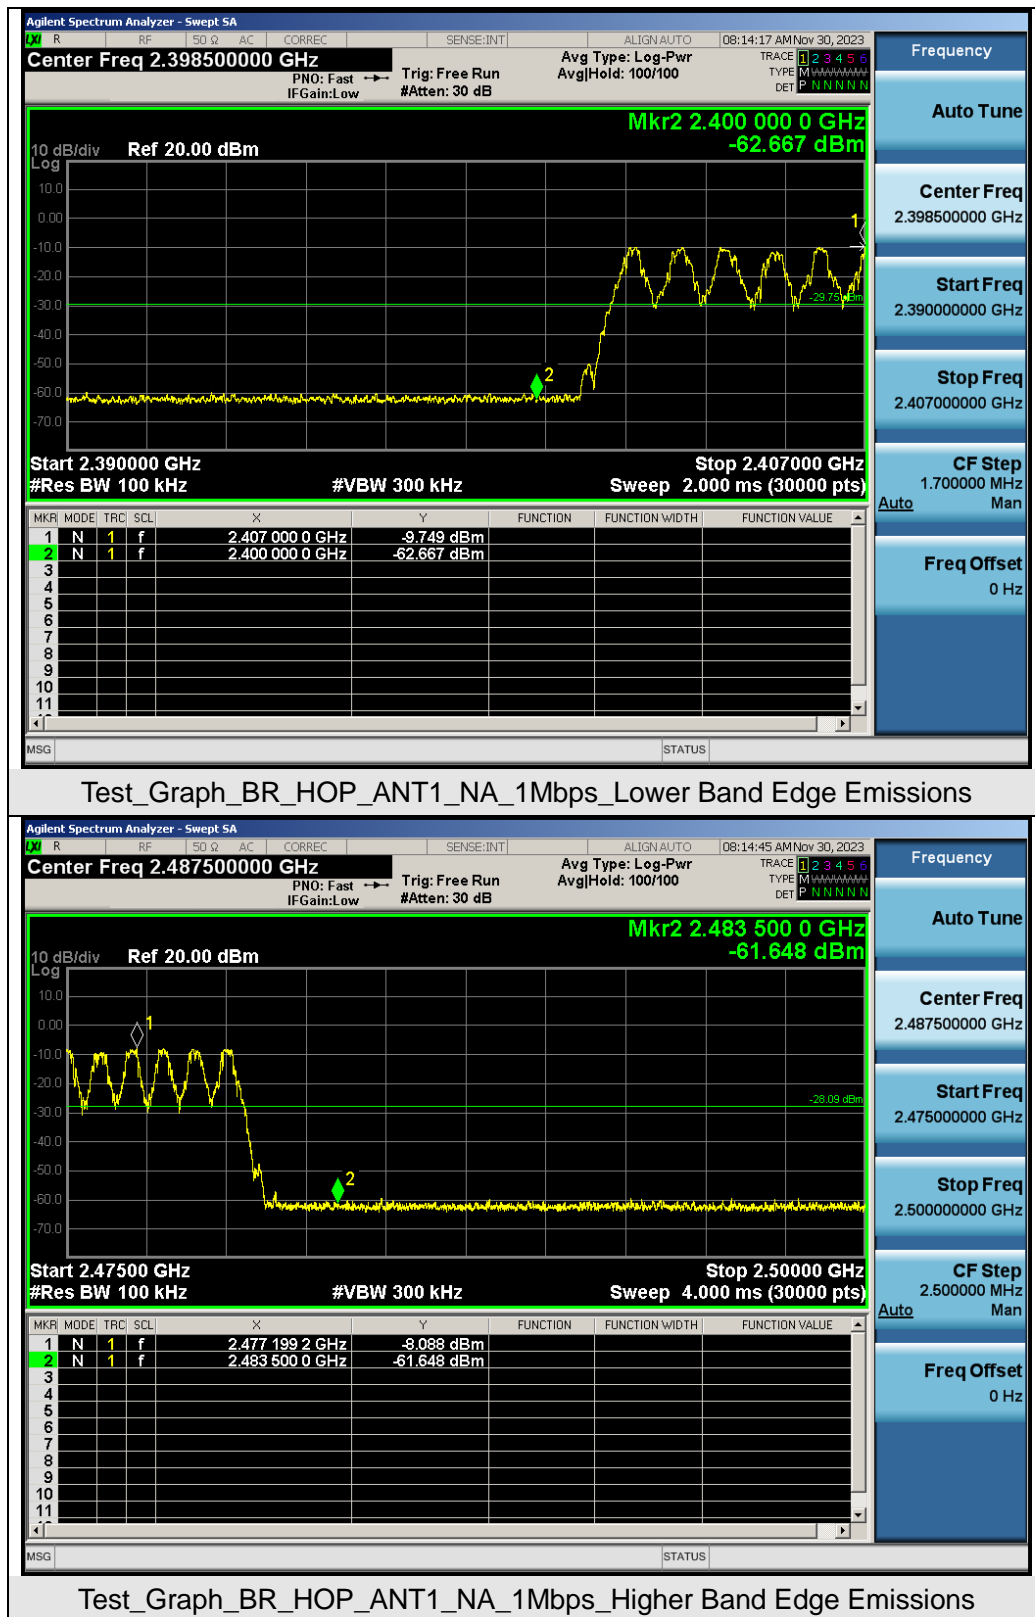 Agilent Spectrum Analyzer - Swept SA
LXI R RF 50 Ω AC CORREC SENSE:INT ALIGN AUTO 08:14:17 AM Nov 30, 2023
Center Freq 2.398500000 GHz
PNO: Fast
IFGain:Low
Trig: Free Run
#Atten: 30 dB
Avg Type: Log-Pwr
Avg|Hold: 100/100
TRACE 1 2 3 4 5 6
TYPE M
DET P N N N N N
Mkr2 2.400 000 0 GHz
-62.667 dBm
10 dB/div Ref 20.00 dBm
Log
10.0
0.00
-10.0
-20.0
-30.0
-40.0
-50.0
-60.0
-70.0
1
2
Start 2.390000 GHz Stop 2.407000 GHz
#Res BW 100 kHz #VBW 300 kHz Sweep 2.000 ms (30000 pts)
MKR MODE TRC SCL X Y FUNCTION FUNCTION WIDTH FUNCTION VALUE
1 N 1 f 2.407 000 0 GHz -9.749 dBm
2 N 1 f 2.400 000 0 GHz -62.667 dBm
3
4
5
6
7
8
9
10
11
MSG STATUS
Frequency
Auto Tune
Center Freq
2.398500000 GHz
Start Freq
2.390000000 GHz
Stop Freq
2.407000000 GHz
CF Step
1.700000 MHz
Auto Man
Freq Offset
0 Hz
Test_Graph_BR_HOP_ANT1_NA_1Mbps_Lower Band Edge Emissions
Agilent Spectrum Analyzer - Swept SA
LXI R RF 50 Ω AC CORREC SENSE:INT ALIGN AUTO 08:14:45 AM Nov 30, 2023
Center Freq 2.487500000 GHz
PNO: Fast
IFGain:Low
Trig: Free Run
#Atten: 30 dB
Avg Type: Log-Pwr
Avg|Hold: 100/100
TRACE 1 2 3 4 5 6
TYPE M
DET P N N N N N
Mkr2 2.483 500 0 GHz
-61.648 dBm
10 dB/div Ref 20.00 dBm
Log
10.0
0.00
-10.0
-20.0
-30.0
-40.0
-50.0
-60.0
-70.0
1
-28.09 dBm
2
Start 2.47500 GHz Stop 2.50000 GHz
#Res BW 100 kHz #VBW 300 kHz Sweep 4.000 ms (30000 pts)
MKR MODE TRC SCL X Y FUNCTION FUNCTION WIDTH FUNCTION VALUE
1 N 1 f 2.477 199 2 GHz -8.088 dBm
2 N 1 f 2.483 500 0 GHz -61.648 dBm
3
4
5
6
7
8
9
10
11
MSG STATUS
Frequency
Auto Tune
Center Freq
2.487500000 GHz
Start Freq
2.475000000 GHz
Stop Freq
2.500000000 GHz
CF Step
2.500000 MHz
Auto Man
Freq Offset
0 Hz
Test_Graph_BR_HOP_ANT1_NA_1Mbps_Higher Band Edge Emissions